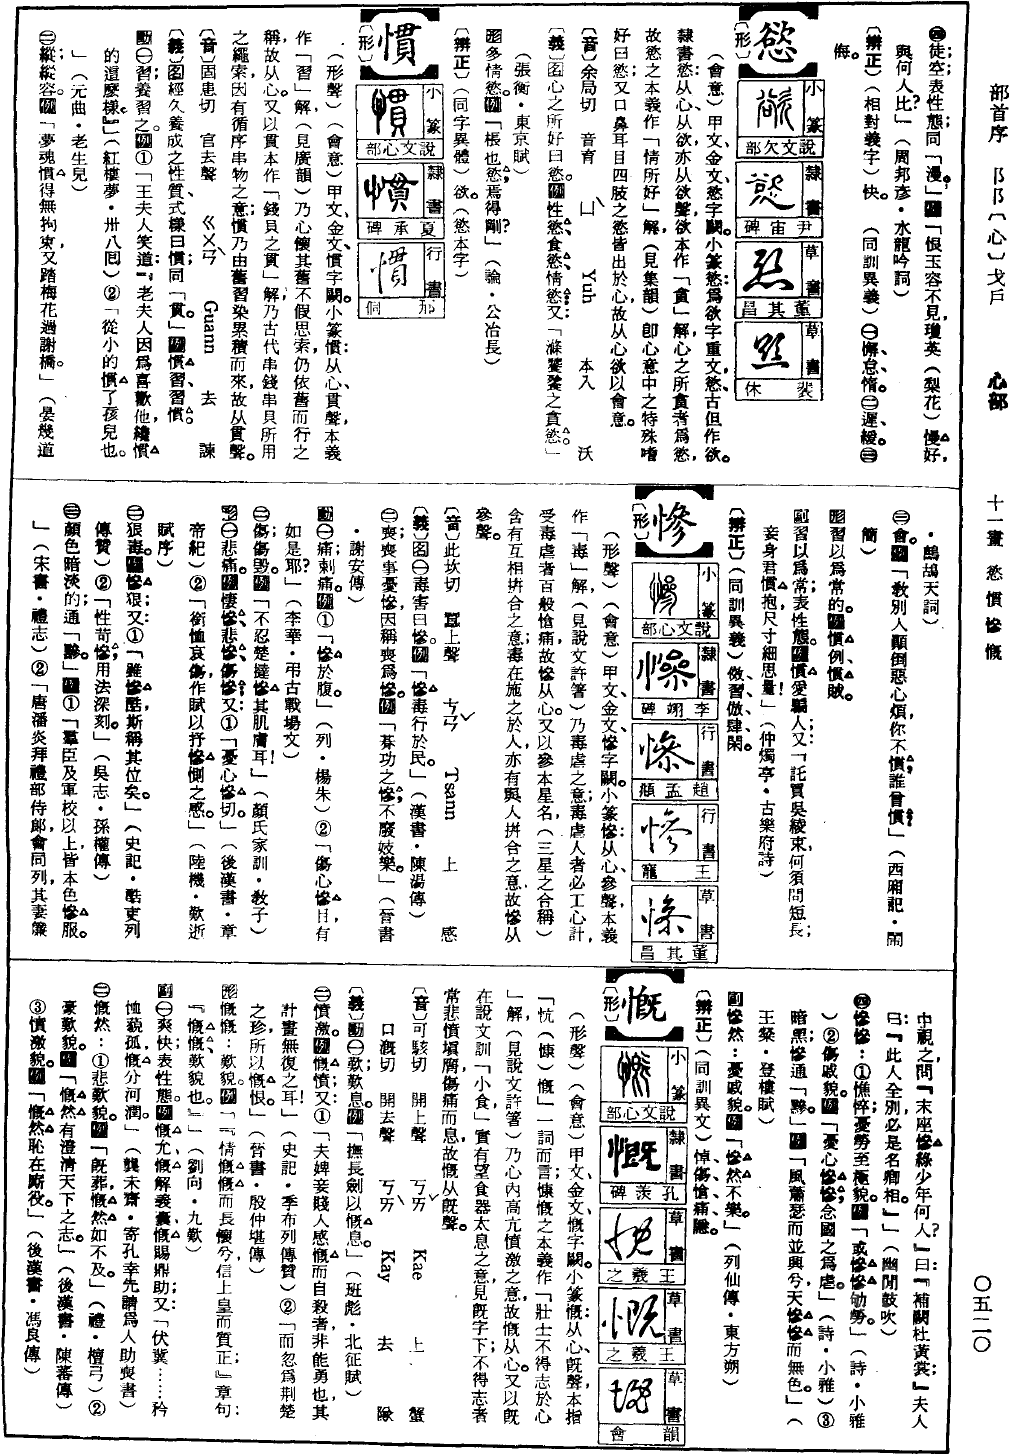 部首序 阝阝〔心〕戈戶 心部 十一畫 慾慣慘慨 〇五二〇
㈣徒空；表性態；同「漫」。例「恨玉容不見，瓊英（梨花）慢好，
與何人比？」（周邦彥・水龍吟詞）
〔辨正〕（相對義字）快。（同訓異義）㈠懈、怠、惰。㈡遲、緩。㈢
侮。
慾
〔形〕
小篆 說文欠部
隸書 尹宙碑
草書 董其昌
草書 裴休
（會意）甲文、金文慾字闕。小篆慾：爲欲字重文，慾、古但作欲。
隸書慾：从心、从欲，亦从欲聲，欲本作「貪」解，心之所貪者爲慾，
故慾之本義作「情所好」解（見集韻）卽心意中之特殊嗜
好曰慾；又口鼻耳目四肢之慾皆出於心，故从心欲以會意。
〔音〕余局切 音育 ㄩˋ Yuh 本入 沃
〔義〕名心之所好曰慾。例性慾、食慾、情慾。又：「滌饕餮之貪慾」
（張衡・東京賦）
形多情慾。例「棖也慾，焉得剛？」（論・公冶長）
〔辨正〕（同字異體）欲。（慾本字）
慣
〔形〕
小篆 說文心部
隸書 夏承碑
行書 邢侗
（形聲）（會意）甲文、金文慣字闕。小篆慣：从心、貫聲，本義
作「習」解（見廣韻）乃心懷其舊，不假思索，仍依舊而行之
稱，故从心。又以貫本作「錢貝之貫」解；乃古代串錢串貝所用
之繩索，因有循序串物之意；慣乃由舊習染累積而來，故从貫聲。
〔音〕固患切 官去聲 ㄍㄨㄢˋ Guann 去 諫
〔義〕名經久養成之性質式樣曰慣；同「貫」。例慣習、習慣。
動㈠習；養習之。例①「王夫人笑道：『老夫人因爲喜歡他，纔慣
的這麼樣。』」（紅樓夢・卅八囘）②「從小的慣了孩兒也。
」（元曲・老生兒）
㈡縱；縱容。例「夢魂慣得無拘束，又踏梅花過謝橋。」（晏幾道
・鷓鴣天詞）
㈢會。例「敎別人顚倒惡心煩，你不慣，誰曾慣？」（西廂記・鬧
簡）
形習以爲常的。例慣例、慣賊。
副習以爲常；表性態。例慣愛騙人。又：「託買吳綾束，何須問短長；
妾身君慣抱，尺寸細思量！」（仲燭亭・古樂府詩）
〔辨正〕（同訓異義）傚、習、倣、肄、閑。
慘
〔形〕
小篆 說文心部
隸書 李翊碑
行書 趙孟頫
行書 王寵
草書 董其昌
（形聲）（會意）甲文、金文慘字闕。小篆慘：从心、參聲，本義
作「毒」解（見說文許箸）乃毒虐之意；毒虐人者必工心計，
受毒虐者百般愴痛，故慘从心。又以參本星名，（三星之合稱）
含有互相拼合之意；毒在施之於人，亦有與人拼合之意，故慘从
參聲。
〔音〕此坎切 蠶上聲 ㄘㄢˇ Tsann 上 感
〔義〕名㈠毒害曰慘。例「慘毒行於民。」（漢書・陳湯傳）
㈡喪；喪事憂慘，因稱喪爲慘。例「朞功之慘，不廢妓樂。」（晉書
・謝安傳）
動㈠痛；刺痛。例①「慘於腹。」（列・楊朱）②「傷心慘目，有
如是耶？」（李華・弔古戰場文）
㈡傷；傷毀。例「不忍楚撻慘其肌膚耳！」（顏氏家訓・敎子）
形㈠悲痛。例悽慘、悲慘、傷慘。又：①「憂心慘切。」（後漢書・章
帝紀）②「銜恤哀傷，作賦以抒慘惻之感。」（陸機・歎逝
賦序）
㈡狠毒。例慘狠。又：①「雖慘酷，斯稱其位矣。」（史記・酷吏列
傳贊）②「性苛慘，用法深刻。」（吳志・孫權傳）
㈢顏色暗淡的；通「黲」。例①「羣臣及軍校以上，皆本色慘服。
」（宋書・禮志）②「唐潘炎拜禮部侍郎，會同列，其妻簾
中視之，問：『末座慘綠少年何人？』曰：『補闕杜黃裳。』夫人
曰：『此人全別，必是名卿相。』」（幽閒鼓吹）
㈣慘慘：①憔悴；憂勞至極貌。例「或慘慘劬勞」（詩・小雅
）②傷戚貌。例「憂心慘慘，念國之爲虐。」（詩・小雅）③
暗黑；慘通「黲」。例「風蕭瑟而並興兮，天慘慘而無色。」（
王粲・登樓賦）
副慘然：憂戚貌。例「慘然不樂。」（列仙傳・東方朔）
〔辨正〕（同訓異文）悼、傷、愴、痛、隱。
慨
〔形〕
小篆 說文心部
隸書 孔羨碑
草書 王羲之
草書 王羲之
草書 韻會
（形聲）（會意）甲文、金文慨字闕。小篆慨：从心、旣聲，本指
「忼（慷）慨」一詞而言，慷慨之本義作「壯士不得志於心
」解（見說文許箸）乃心內高亢憤激之意，故慨从心。又以旣
在說文訓「小食」，實有望食器太息之意，見旣字下；不得志者
常悲憤塡膺，傷痛而息，故慨从旣聲。
〔音〕可駭切 開上聲 ㄎㄞˇ Kae 上 蟹
口漑切 開去聲 ㄎㄞˋ Kay 去 隊
〔義〕動㈠歎；歎息。例「撫長劍以慨息。」（班彪・北征賦）
㈡憤激。例慨憤。又：①「夫婢妾賤人，感慨而自殺者，非能勇也，其
計畫無復之耳！」（史記・季布列傳贊）②「而忽爲荆楚
之珍，所以慨恨。」（晉書・殷仲堪傳）
形慨慨：歎貌。例「『情慨慨而長懷兮，信上皇而質正』章句：
『慨慨，歎貌也。』」（劉向・九歎）
副㈠爽快；表性態。例慨允、慨解義囊、慨賜鼎助。又：「伏冀……矜
恤藐孤，慨分河潤。」（龔未齋・寄孔幸先請爲人助喪書）
㈡慨然：①悲歎貌。例「旣葬，慨然如不及。」（禮・檀弓）②
豪歎貌。例「慨然有澄淸天下之志。」（後漢書・陳蕃傳）
③憤激貌。例「慨然恥在廝役。」（後漢書・馮良傳）